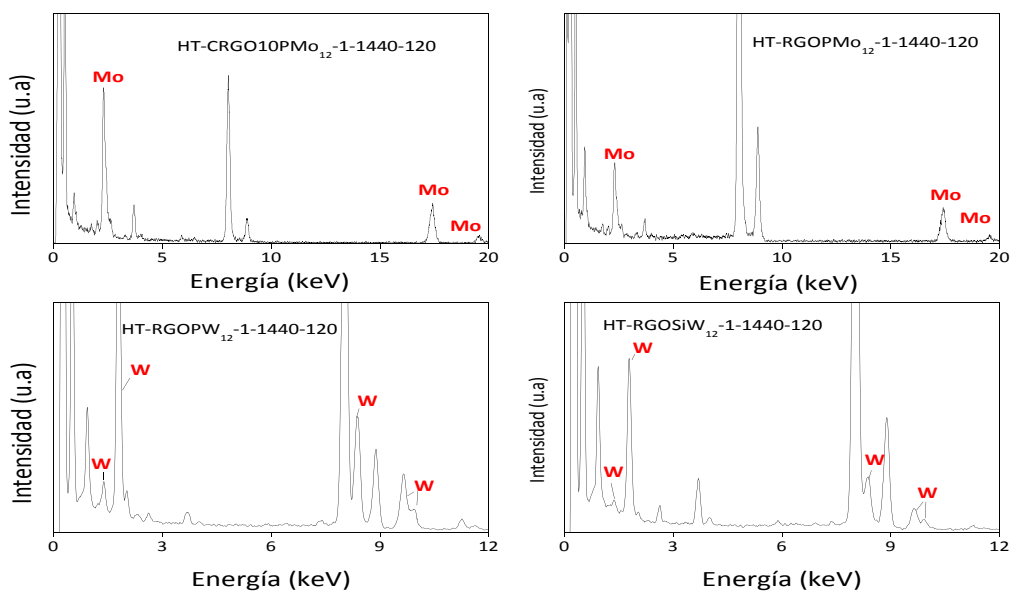 HT-CRGO10PMo12-1-1440-120
Intensidad (u.a)
Mo
Mo
Mo
0 5 10 15 20
Energía (keV)
HT-RGOPMo12-1-1440-120
Intensidad (u.a)
Mo
Mo
Mo
0 5 10 15 20
Energía (keV)
HT-RGOPW12-1-1440-120
Intensidad (u.a)
W
W
W
W
0 3 6 9 12
Energía (keV)
HT-RGOSiW12-1-1440-120
Intensidad (u.a)
W
W
W
W
0 3 6 9 12
Energía (keV)